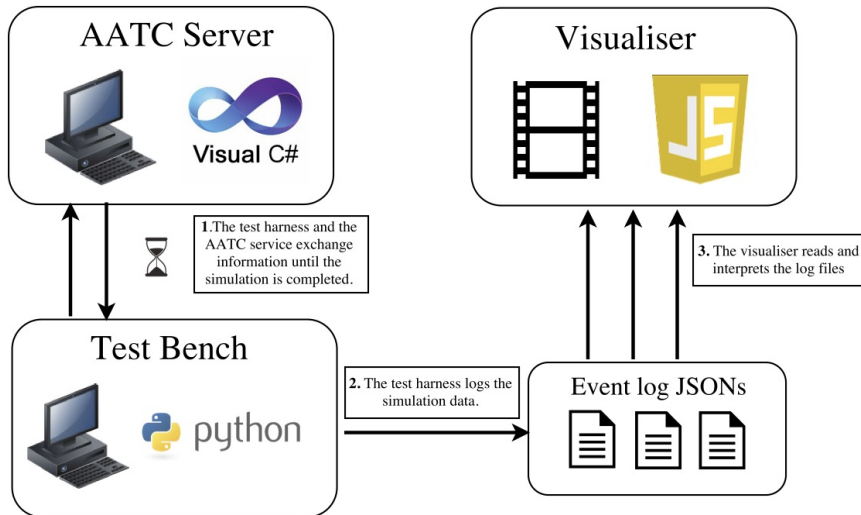 AATC Server
Visual C#
Visualiser
JS
1.The test harness and the
AATC service exchange
information until the
simulation is completed.
3. The visualiser reads and
interprets the log files
Test Bench
python
2. The test harness logs the
simulation data.
Event log JSONs